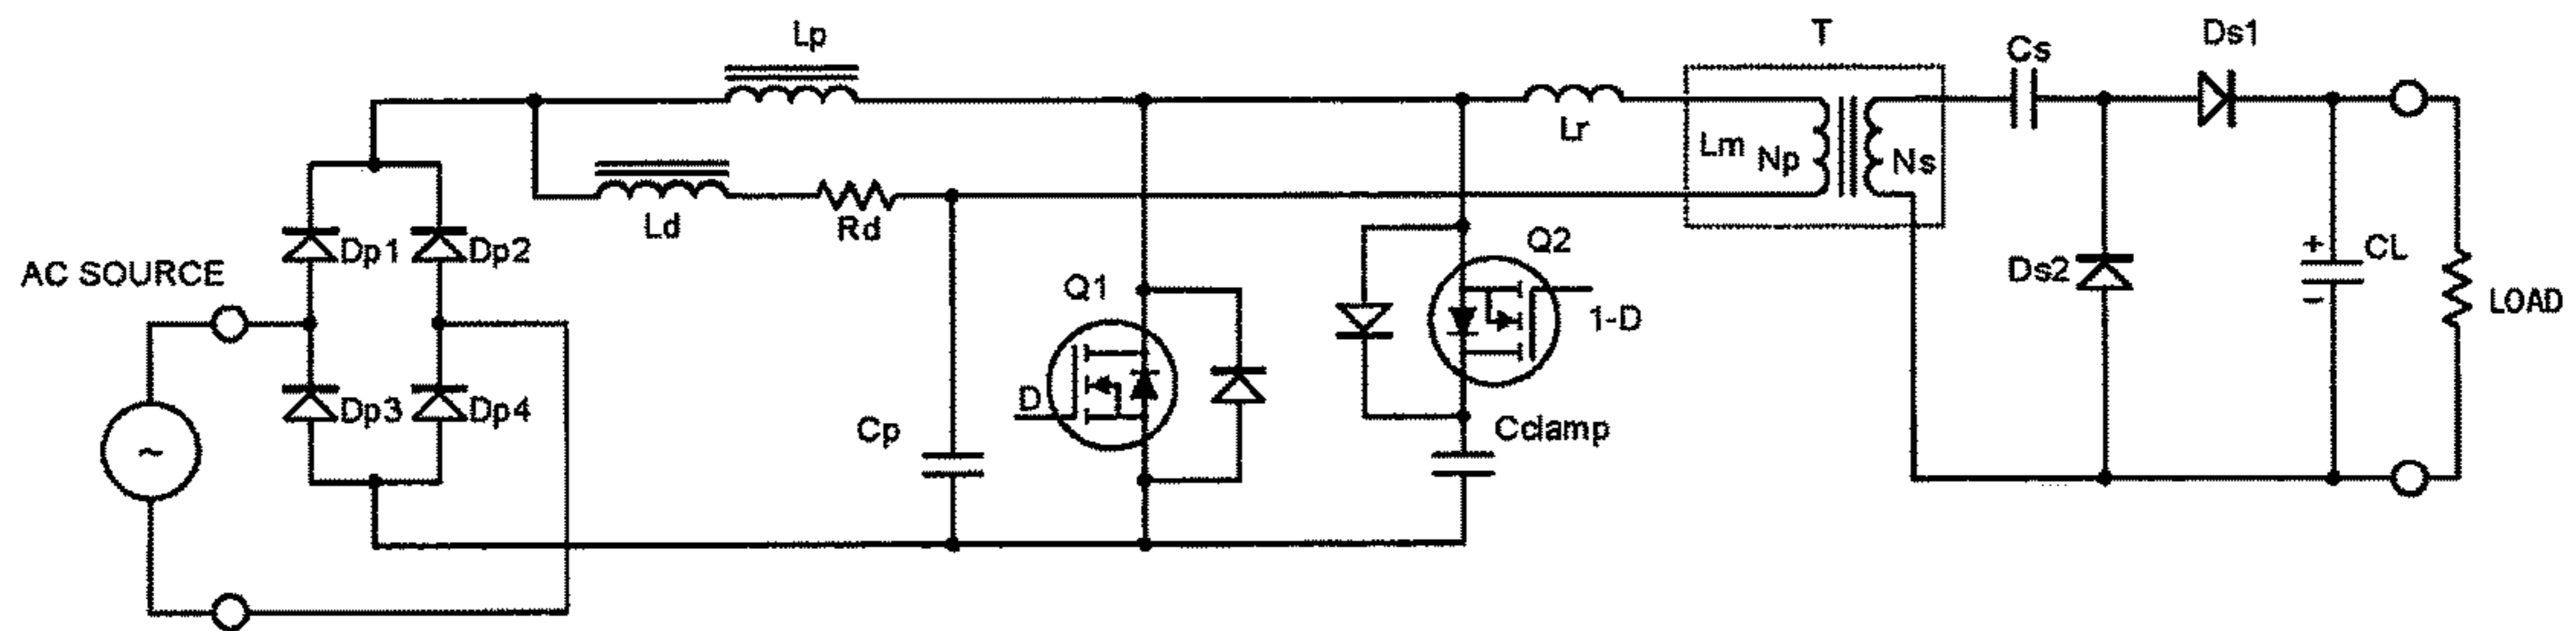 Lp
T
Cs
Ds1
Lr
Lm
Np
Ns
Ld
Rd
Dp1
Dp2
Q2
AC SOURCE
Ds2
+
CL
-
LOAD
Q1
1-D
D
Dp3
Dp4
Cp
Cclamp
~